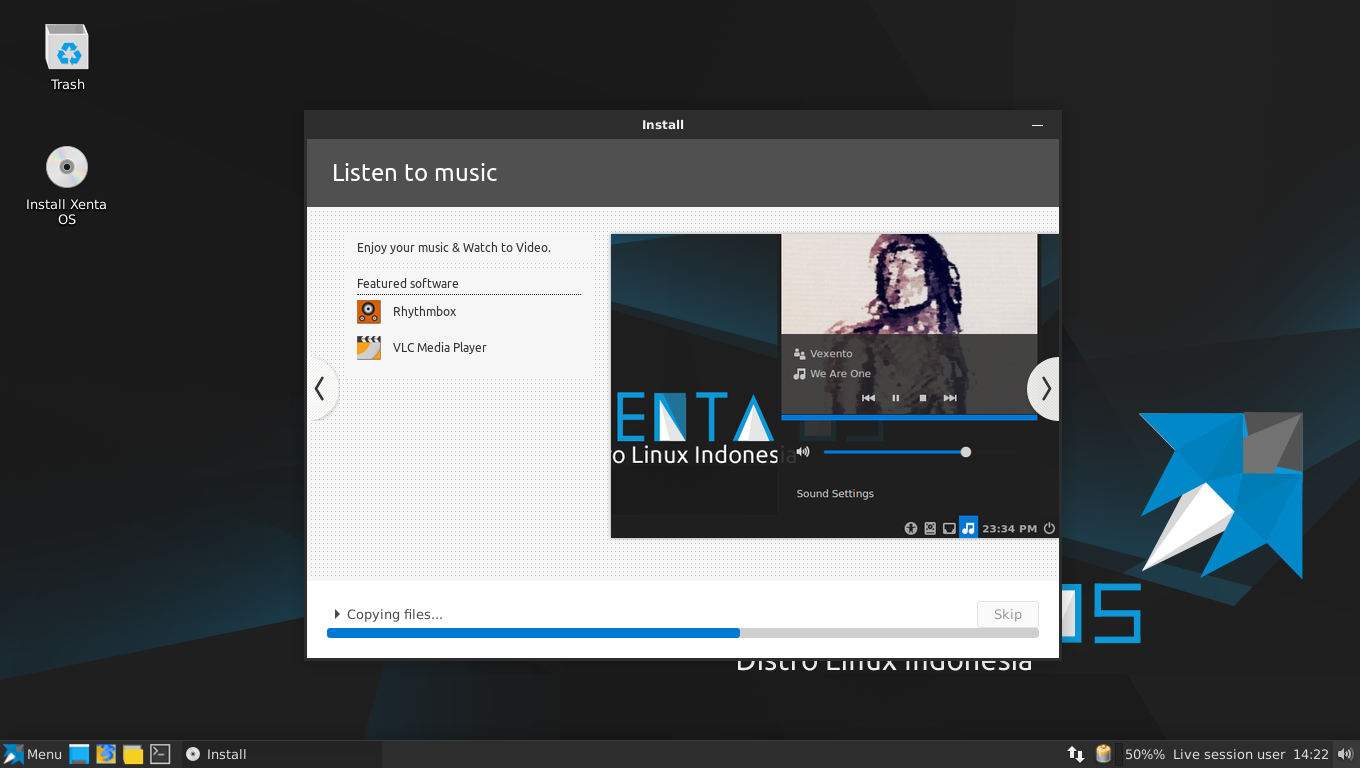 Trash
Install Xenta
OS
Install
Listen to music
Enjoy your music & Watch to Video.
Featured software
Rhythmbox
VLC Media Player
Vexento
We Are One
ENTA OS
o Linux Indonesia
Sound Settings
23:34 PM
Copying files...
Skip
OS
Distro Linux Indonesia
Menu
Install
50%%
Live session user
14:22